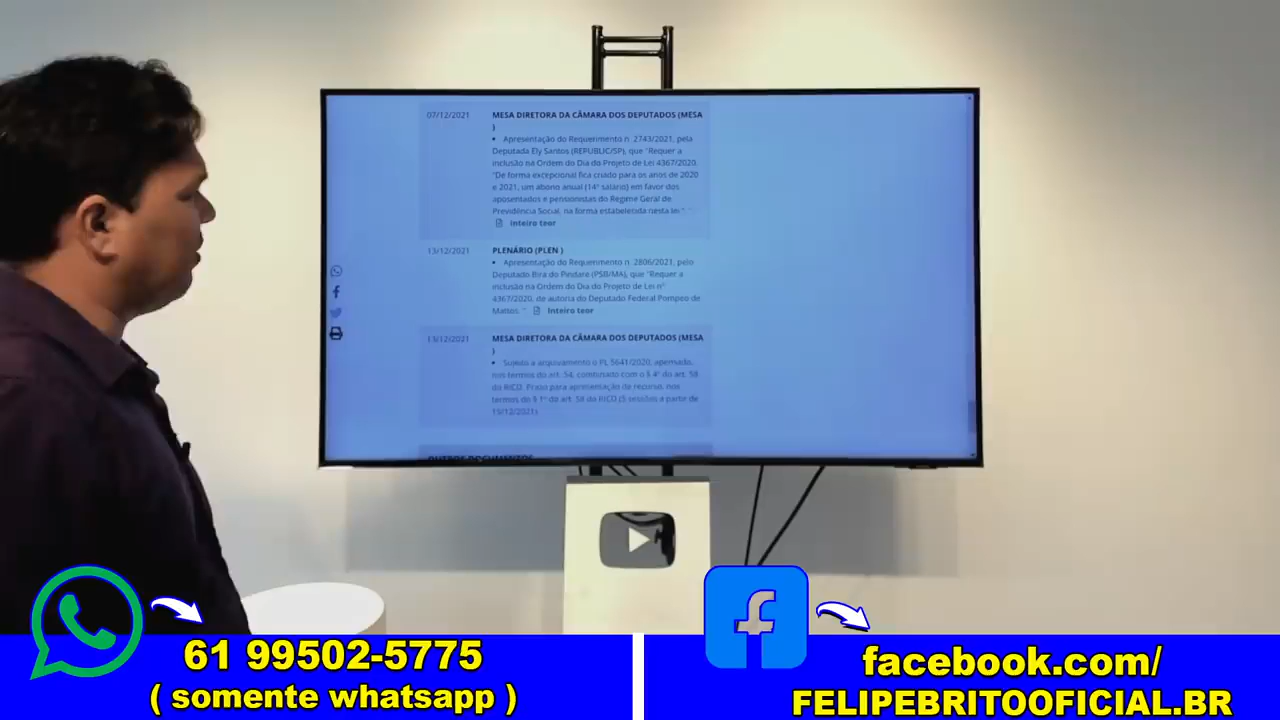 07/12/2021 MESA DIRETORA DA CÂMARA DOS DEPUTADOS (MESA
)
• Apresentação do Requerimento n. 2743/2021, pela
Deputada Ely Santos (REPUBLIC/SP), que "Requer a
inclusão na Ordem do Dia do Projeto de Lei 4367/2020,
"De forma excepcional fica criado para os anos de 2020
e 2021, um abono anual (14º salário) em favor dos
aposentados e pensionistas do Regime Geral de
Previdência Social, na forma estabelecida nesta lei."
Inteiro teor
13/12/2021 PLENÁRIO (PLEN )
• Apresentação do Requerimento n. 2806/2021, pelo
Deputado Bira do Pindaré (PSB/MA), que "Requer a
inclusão na Ordem do Dia do Projeto de Lei nº
4367/2020, de autoria do Deputado Federal Pompeo de
Mattos. " Inteiro teor
13/12/2021 MESA DIRETORA DA CÂMARA DOS DEPUTADOS (MESA
)
• Sujeito a arquivamento o PL 5641/2020, apensado,
nos termos do art. 54, combinado com o § 4º do art. 58
do RICD. Prazo para apresentação de recurso, nos
termos do § 1º do art. 58 do RICD (5 sessões a partir de
15/12/2021)
OUTROS DOCUMENTOS
61 99502-5775
( somente whatsapp )
facebook.com/
FELIPEBRITOOFICIAL.BR